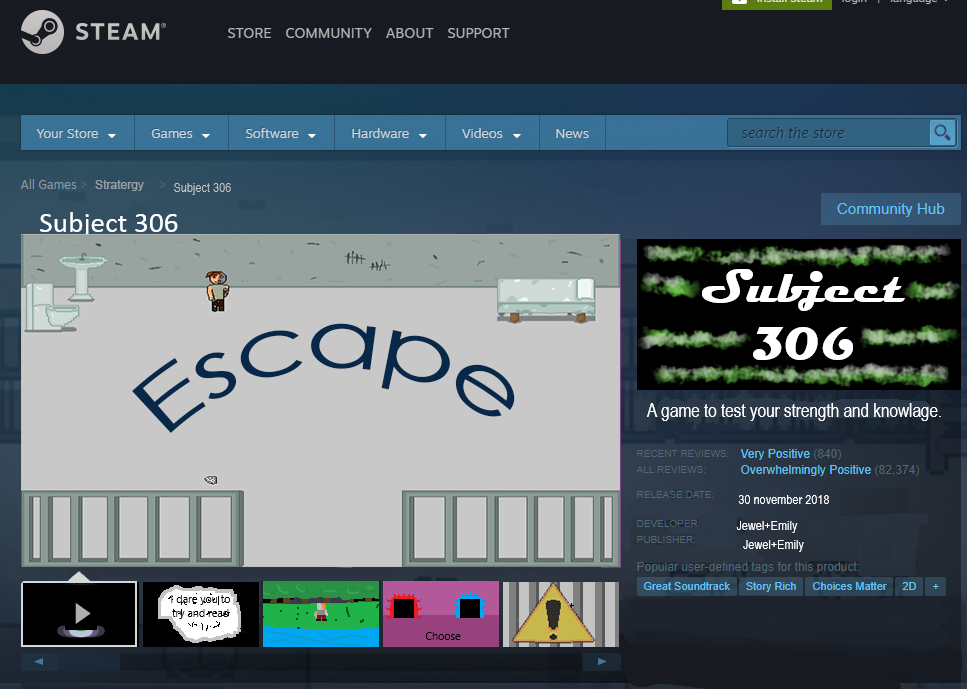 Install Steam
login | language
STEAM®
STORE COMMUNITY ABOUT SUPPORT
Your Store Games Software Hardware Videos News
search the store
All Games > Stratergy > Subject 306
Subject 306
Community Hub
Escape
Subject
306
A game to test your strength and knowlage.
RECENT REVIEWS: Very Positive (840)
ALL REVIEWS: Overwhelmingly Positive (82,374)
RELEASE DATE: 30 november 2018
DEVELOPER Jewel+Emily
PUBLISHER: Jewel+Emily
Popular user-defined tags for this product:
Great Soundtrack Story Rich Choices Matter 2D +
I dare you to
try and read
Choose